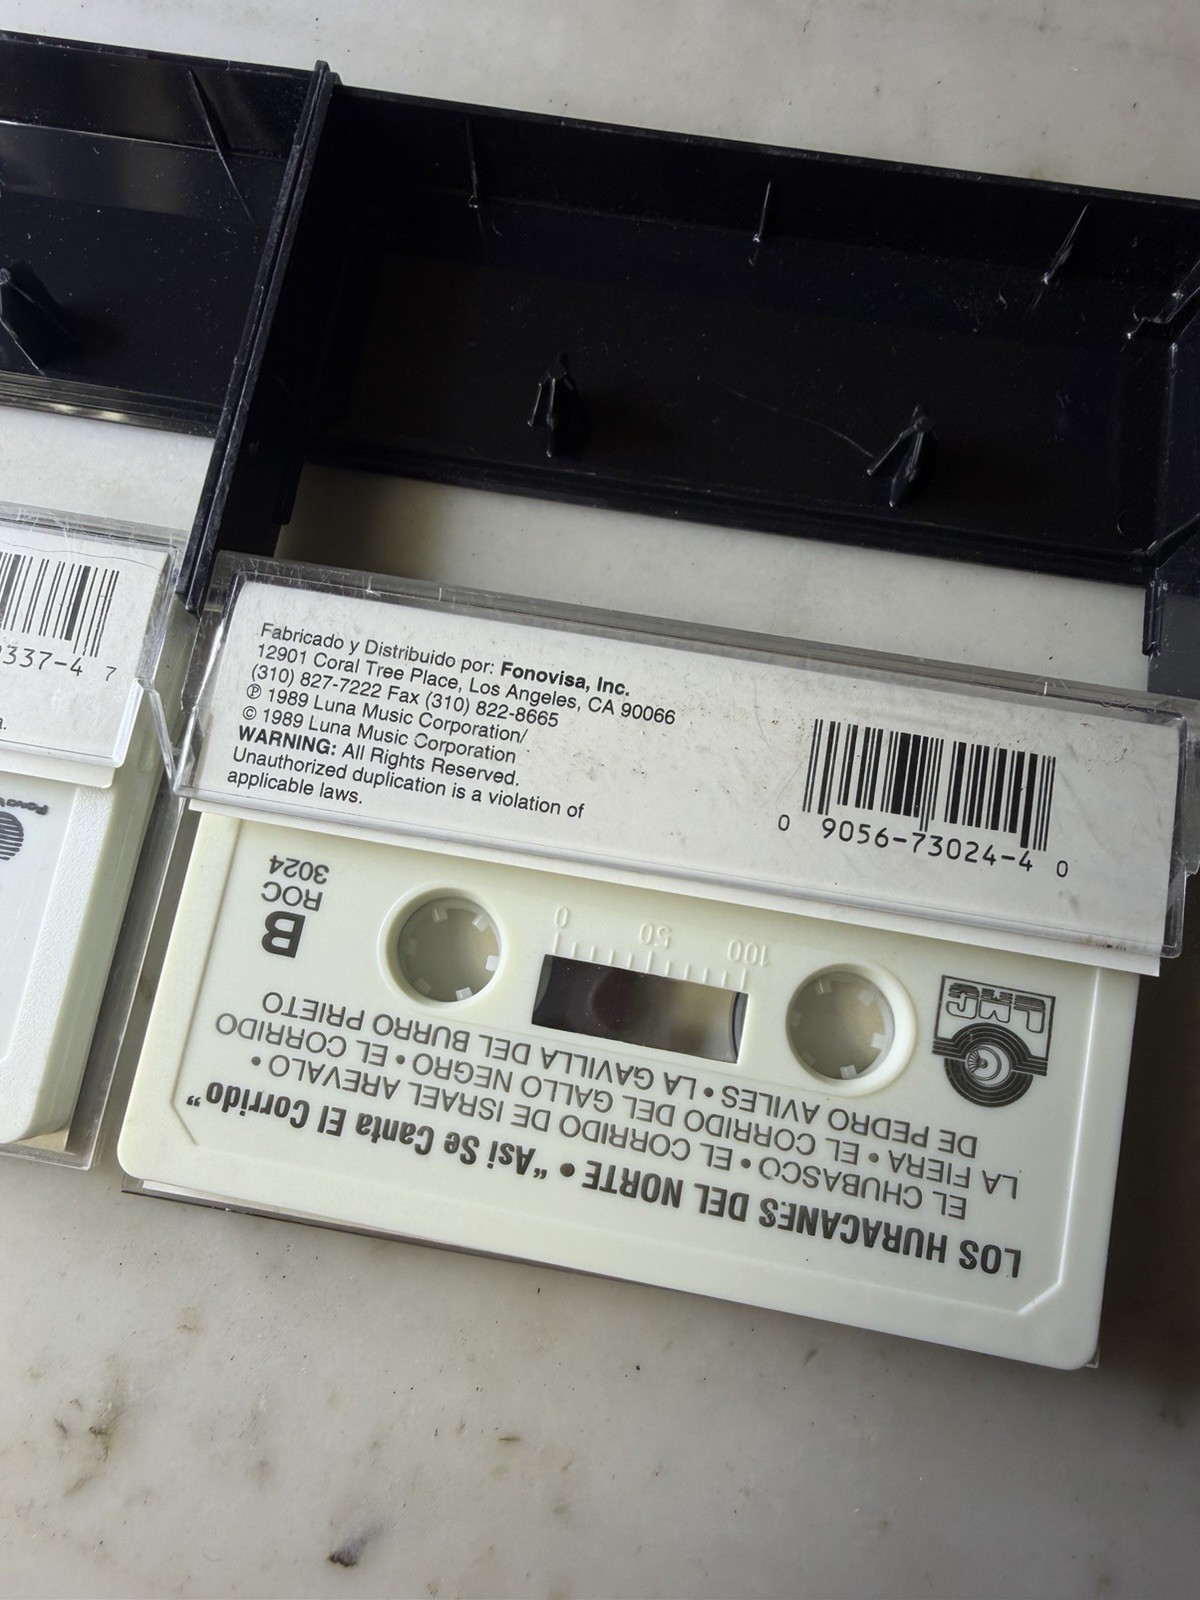 337-4 7
a.
Fabricado y Distribuido por: Fonovisa, Inc.
12901 Coral Tree Place, Los Angeles, CA 90066
(310) 827-7222 Fax (310) 822-8665
℗ 1989 Luna Music Corporation/
© 1989 Luna Music Corporation
WARNING: All Rights Reserved.
Unauthorized duplication is a violation of
applicable laws.
0 9056-73024-4 0
LOS HURACANES DEL NORTE • "Asi Se Canta El Corrido"
EL CHUBASCO • EL CORRIDO DE ISRAEL AREVALO •
LA FIERA • EL CORRIDO DEL GALLO NEGRO • EL CORRIDO
DE PEDRO AVILES • LA GAVILLA DEL BURRO PRIETO
LMC
100 50 0
B
ROC
3024